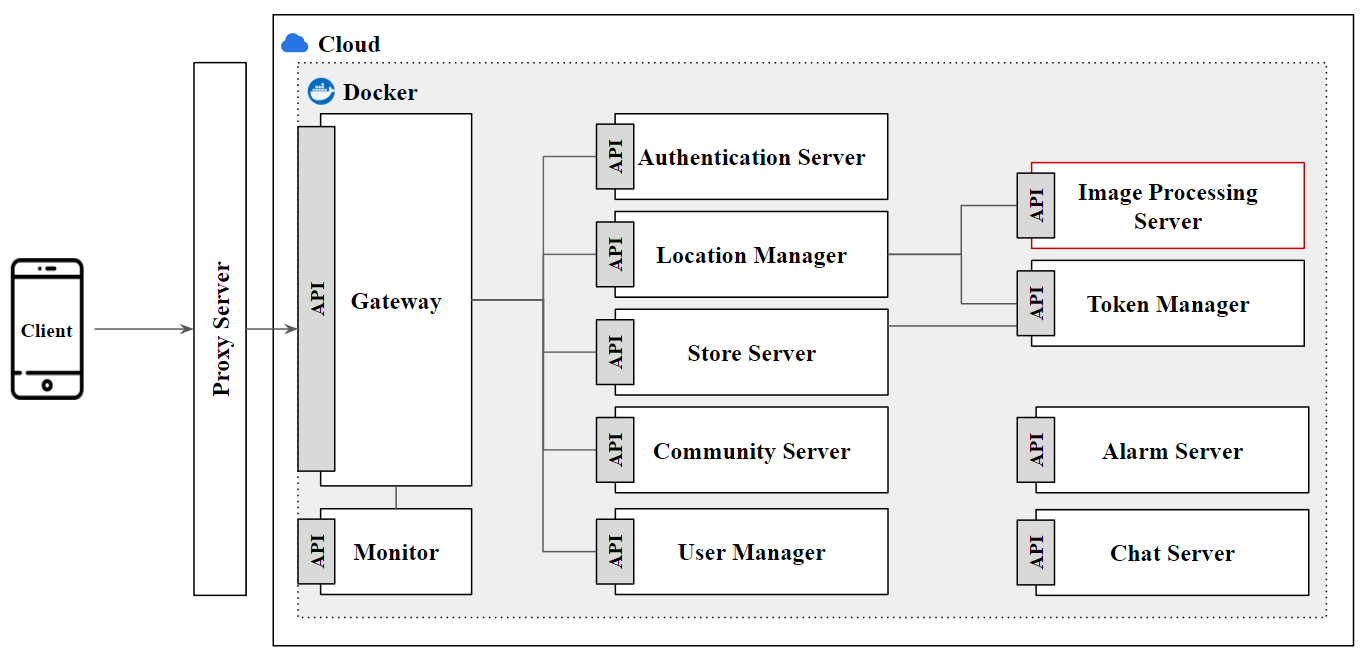 Cloud
Docker
Client
Proxy Server
API
Gateway
API
Monitor
API
Authentication Server
API
Location Manager
API
Store Server
API
Community Server
API
User Manager
API
Image Processing
Server
API
Token Manager
API
Alarm Server
API
Chat Server